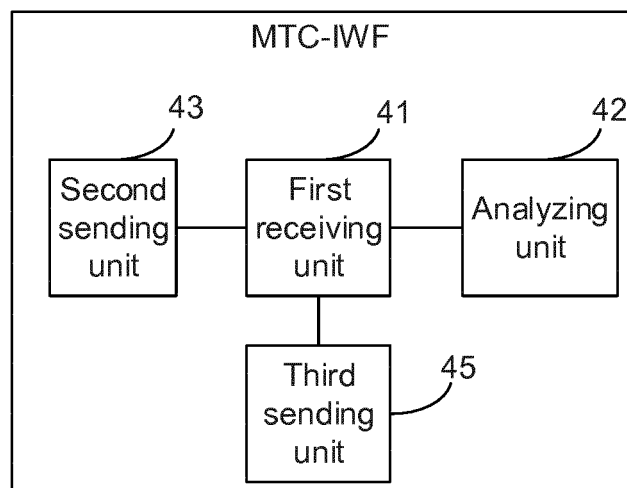 MTC-IWF
43
41
42
Second
sending
unit
First
receiving
unit
Analyzing
unit
Third
sending
unit
45